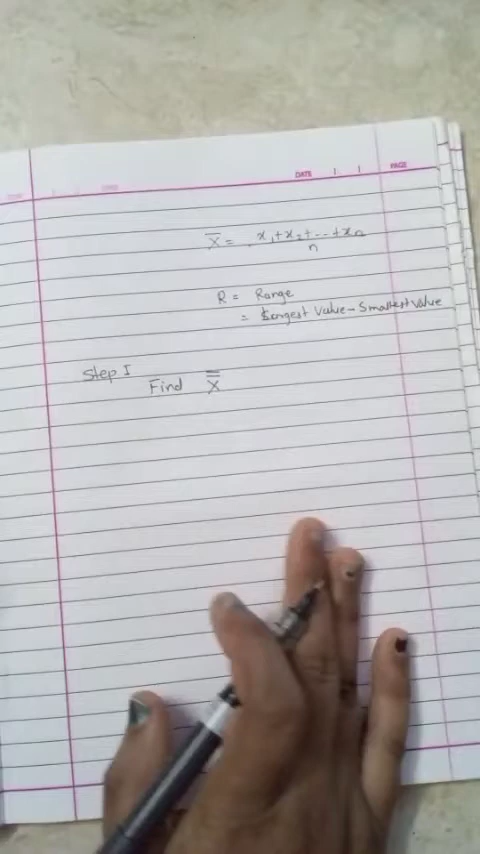 DATE
PAGE
X̅ = x₁+x₂+...+xₙ
n
R = Range
= Largest value - Smallest value
Step I
Find X̿